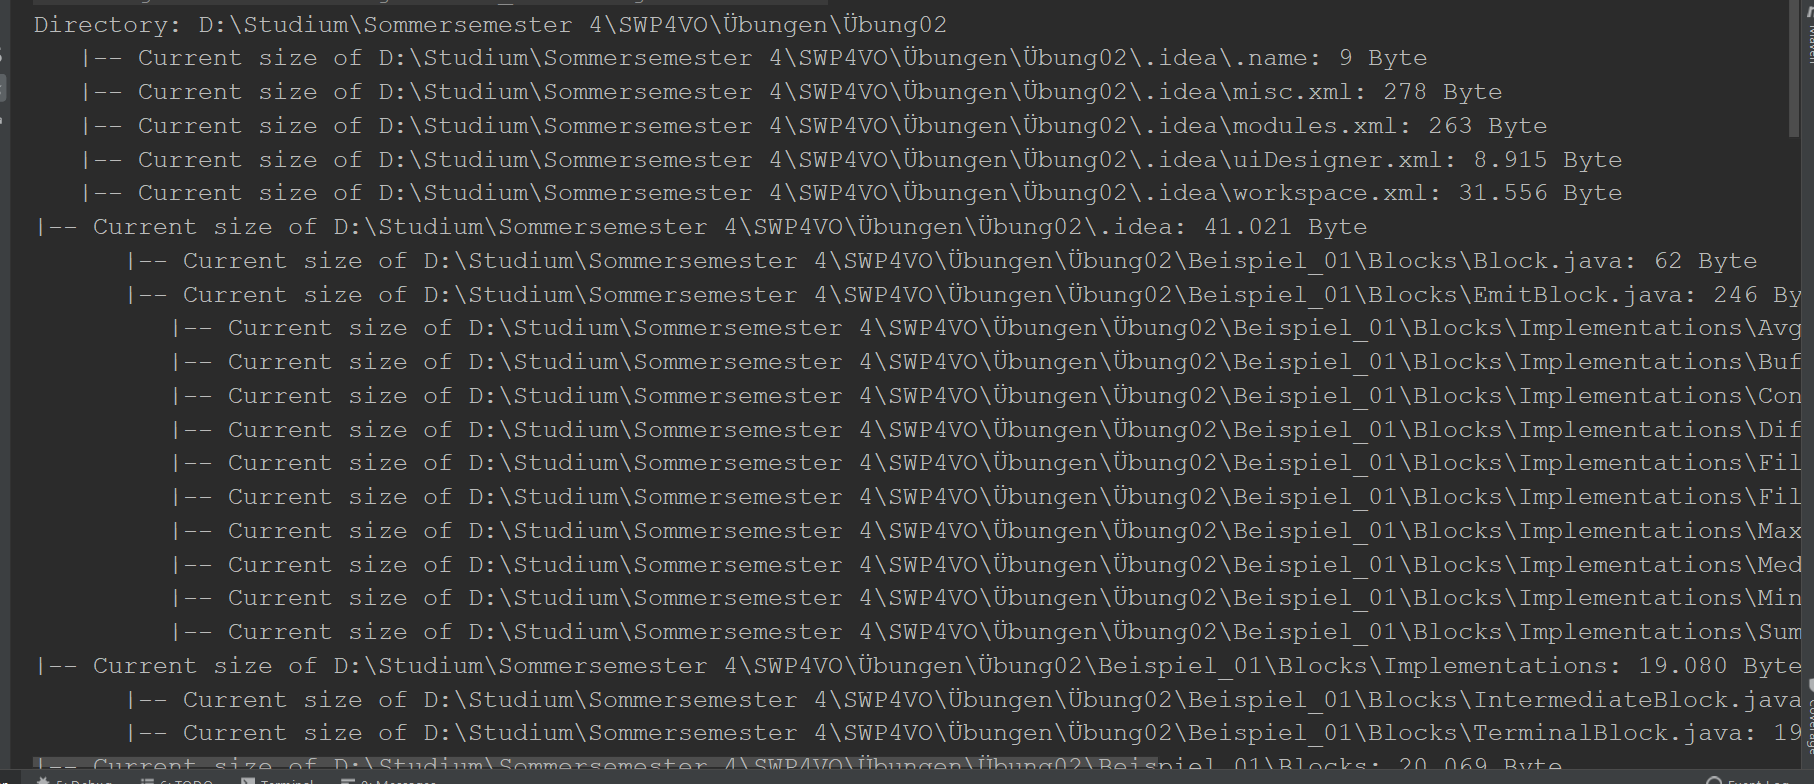 Directory: D:\Studium\Sommersemester 4\SWP4VO\Übungen\Übung02
|-- Current size of D:\Studium\Sommersemester 4\SWP4VO\Übungen\Übung02\.idea\.name: 9 Byte
|-- Current size of D:\Studium\Sommersemester 4\SWP4VO\Übungen\Übung02\.idea\misc.xml: 278 Byte
|-- Current size of D:\Studium\Sommersemester 4\SWP4VO\Übungen\Übung02\.idea\modules.xml: 263 Byte
|-- Current size of D:\Studium\Sommersemester 4\SWP4VO\Übungen\Übung02\.idea\uiDesigner.xml: 8.915 Byte
|-- Current size of D:\Studium\Sommersemester 4\SWP4VO\Übungen\Übung02\.idea\workspace.xml: 31.556 Byte
|-- Current size of D:\Studium\Sommersemester 4\SWP4VO\Übungen\Übung02\.idea: 41.021 Byte
|-- Current size of D:\Studium\Sommersemester 4\SWP4VO\Übungen\Übung02\Beispiel_01\Blocks\Block.java: 62 Byte
|-- Current size of D:\Studium\Sommersemester 4\SWP4VO\Übungen\Übung02\Beispiel_01\Blocks\EmitBlock.java: 246 By
|-- Current size of D:\Studium\Sommersemester 4\SWP4VO\Übungen\Übung02\Beispiel_01\Blocks\Implementations\Avg
|-- Current size of D:\Studium\Sommersemester 4\SWP4VO\Übungen\Übung02\Beispiel_01\Blocks\Implementations\Buf
|-- Current size of D:\Studium\Sommersemester 4\SWP4VO\Übungen\Übung02\Beispiel_01\Blocks\Implementations\Con
|-- Current size of D:\Studium\Sommersemester 4\SWP4VO\Übungen\Übung02\Beispiel_01\Blocks\Implementations\Dif
|-- Current size of D:\Studium\Sommersemester 4\SWP4VO\Übungen\Übung02\Beispiel_01\Blocks\Implementations\Fil
|-- Current size of D:\Studium\Sommersemester 4\SWP4VO\Übungen\Übung02\Beispiel_01\Blocks\Implementations\Fil
|-- Current size of D:\Studium\Sommersemester 4\SWP4VO\Übungen\Übung02\Beispiel_01\Blocks\Implementations\Max
|-- Current size of D:\Studium\Sommersemester 4\SWP4VO\Übungen\Übung02\Beispiel_01\Blocks\Implementations\Med
|-- Current size of D:\Studium\Sommersemester 4\SWP4VO\Übungen\Übung02\Beispiel_01\Blocks\Implementations\Min
|-- Current size of D:\Studium\Sommersemester 4\SWP4VO\Übungen\Übung02\Beispiel_01\Blocks\Implementations\Sum
|-- Current size of D:\Studium\Sommersemester 4\SWP4VO\Übungen\Übung02\Beispiel_01\Blocks\Implementations: 19.080 Byte
|-- Current size of D:\Studium\Sommersemester 4\SWP4VO\Übungen\Übung02\Beispiel_01\Blocks\IntermediateBlock.java
|-- Current size of D:\Studium\Sommersemester 4\SWP4VO\Übungen\Übung02\Beispiel_01\Blocks\TerminalBlock.java: 19
|-- Current size of D:\Studium\Sommersemester 4\SWP4VO\Übungen\Übung02\Beispiel_01\Blocks: 20.069 Byte